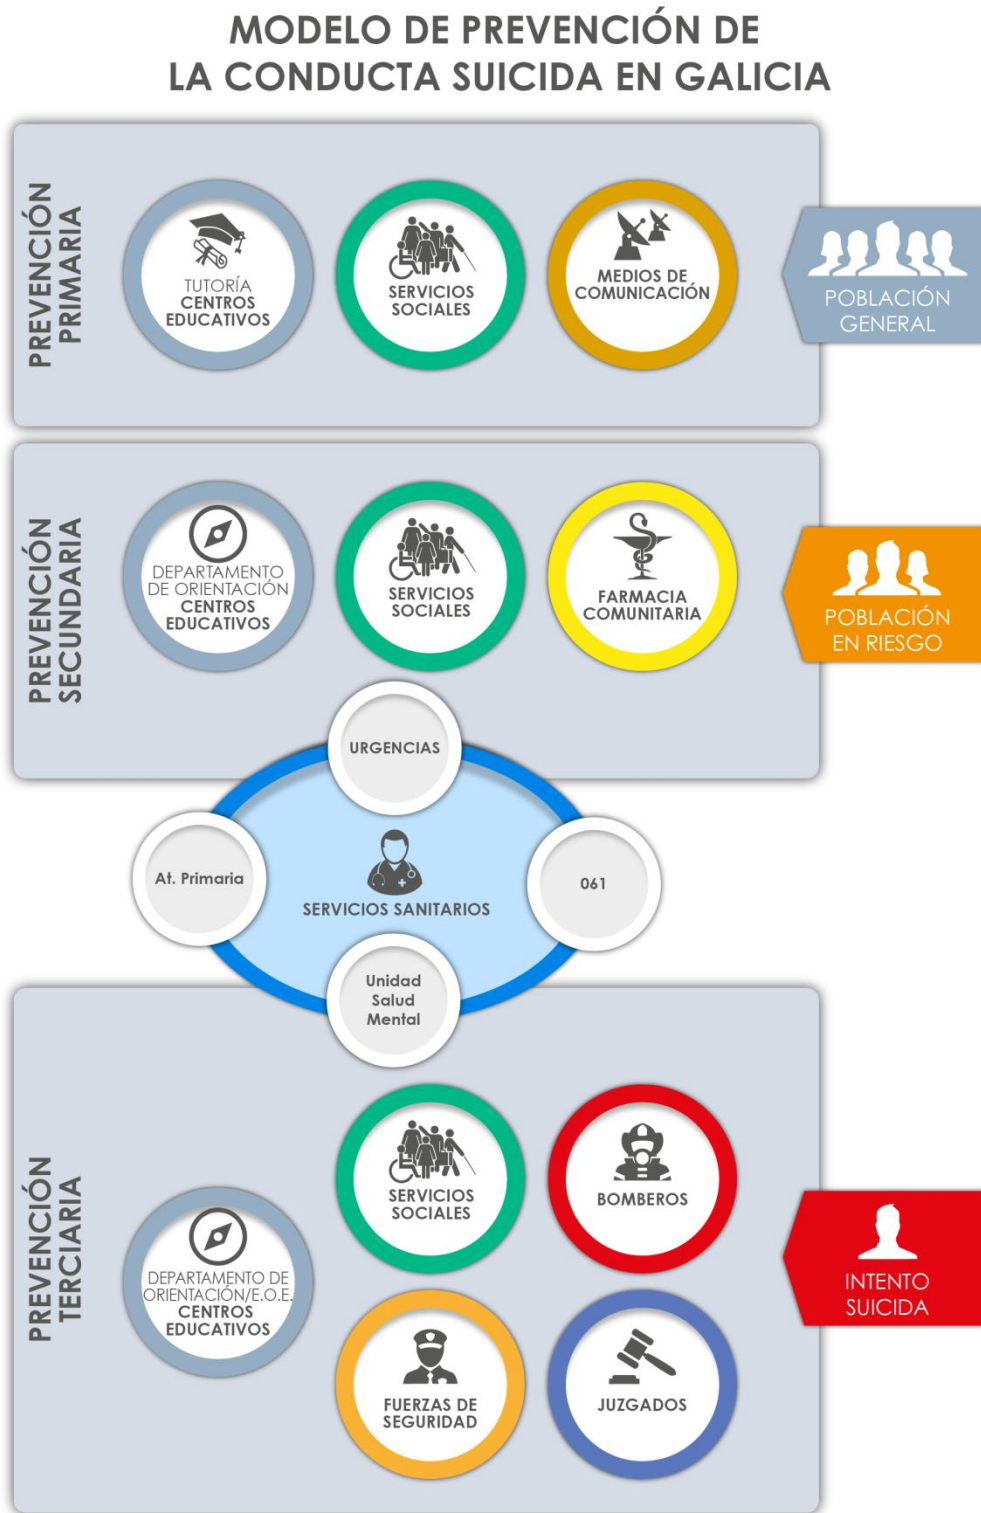 MODELO DE PREVENCIÓN DE
LA CONDUCTA SUICIDA EN GALICIA
PREVENCIÓN
PRIMARIA
TUTORÍA
CENTROS
EDUCATIVOS
SERVICIOS
SOCIALES
MEDIOS DE
COMUNICACIÓN
POBLACIÓN
GENERAL
PREVENCIÓN
SECUNDARIA
DEPARTAMENTO
DE ORIENTACIÓN
CENTROS
EDUCATIVOS
SERVICIOS
SOCIALES
FARMACIA
COMUNITARIA
POBLACIÓN
EN RIESGO
URGENCIAS
At. Primaria
SERVICIOS SANITARIOS
061
Unidad
Salud
Mental
PREVENCIÓN
TERCIARIA
DEPARTAMENTO DE
ORIENTACIÓN/E.O.E.
CENTROS
EDUCATIVOS
SERVICIOS
SOCIALES
BOMBEROS
FUERZAS DE
SEGURIDAD
JUZGADOS
INTENTO
SUICIDA